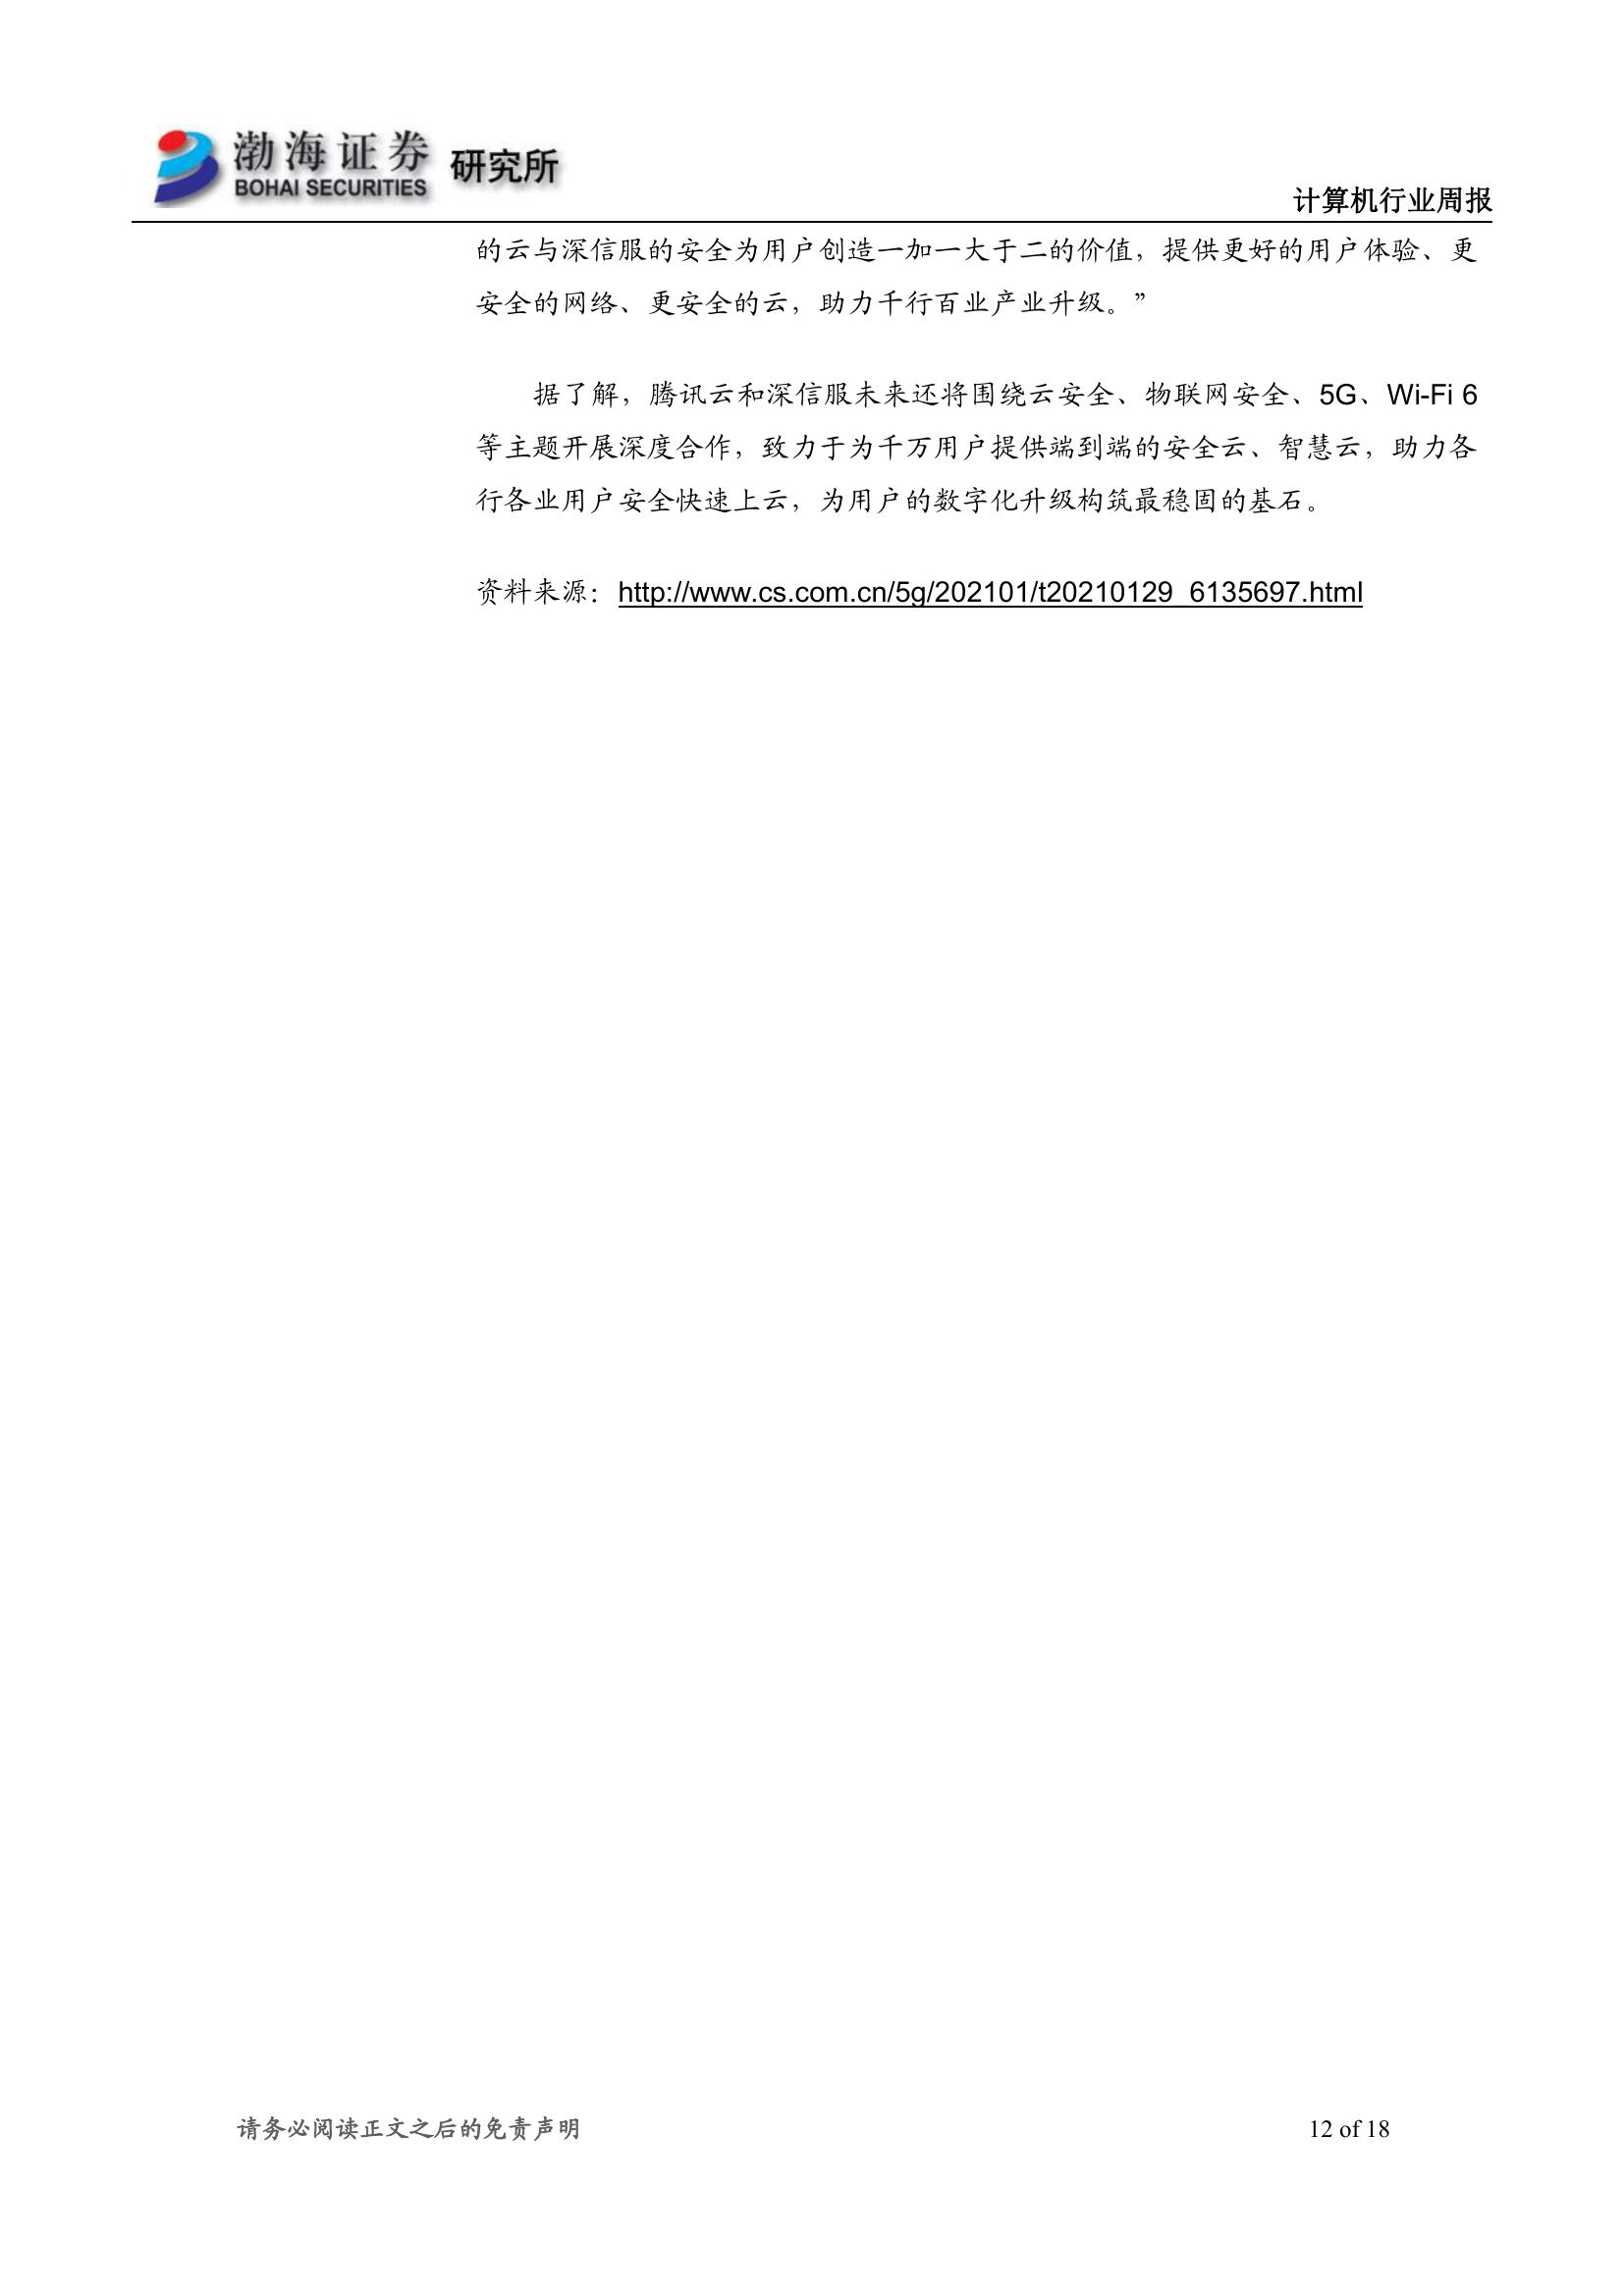 渤海证券 研究所
BOHAI SECURITIES
计算机行业周报
的云与深信服的安全为用户创造一加一大于二的价值，提供更好的用户体验、更
安全的网络、更安全的云，助力千行百业产业升级。”
据了解，腾讯云和深信服未来还将围绕云安全、物联网安全、5G、Wi-Fi 6
等主题开展深度合作，致力于为千万用户提供端到端的安全云、智慧云，助力各
行各业用户安全快速上云，为用户的数字化升级构筑最稳固的基石。
资料来源：http://www.cs.com.cn/5g/202101/t20210129_6135697.html
请务必阅读正文之后的免责声明 12 of 18